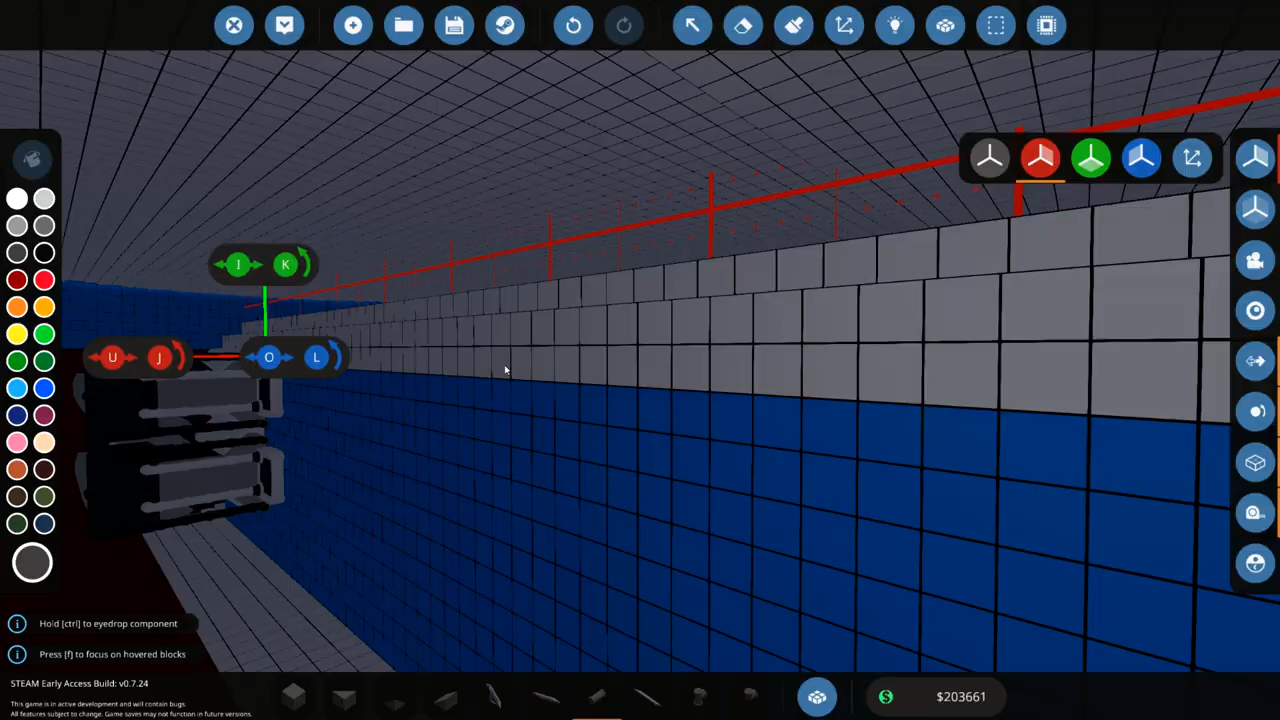 I K
U J O L
Hold [ctrl] to eyedrop component
Press [f] to focus on hovered blocks
STEAM Early Access Build: v0.7.24
This game is in active development and will contain bugs.
All features subject to change. Game saves may not function in future versions.
$ $203661